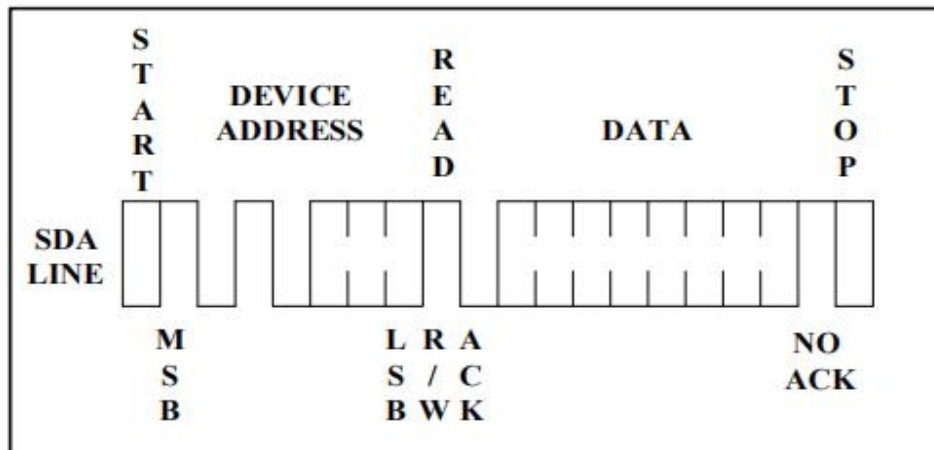 START
DEVICE
ADDRESS
READ
DATA
STOP
SDA
LINE
MSB
LSB
R/W
ACK
NO
ACK